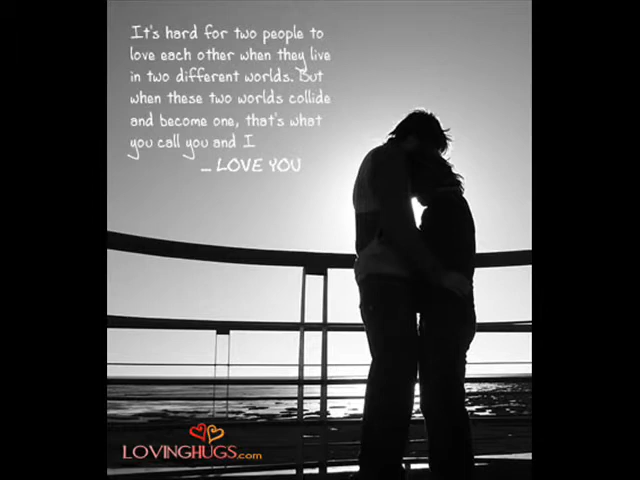 It's hard for two people to
love each other when they live
in two different worlds. But
when these two worlds collide
and become one, that's what
you call you and I
_ LOVE YOU
LOVINGHUGS.com